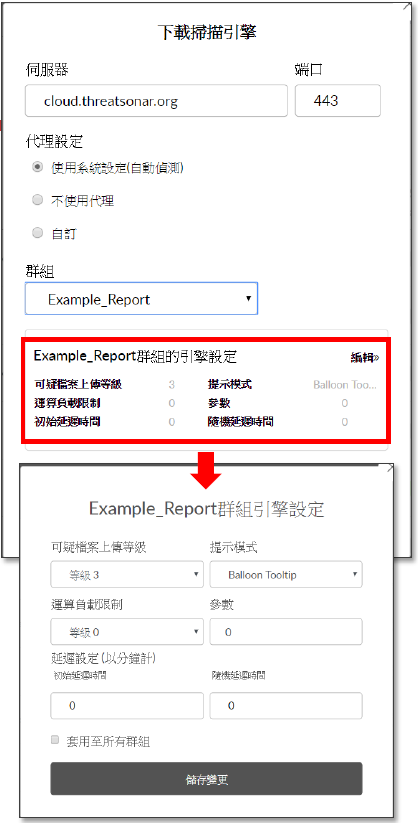 下載掃描引擎
伺服器 端口
cloud.threatsonar.org 443
代理設定
使用系統設定(自動偵測)
不使用代理
自訂
群組
Example_Report
Example_Report群組的引擎設定 編輯»
可疑檔案上傳等級 3 提示模式 Balloon Too...
運算負載限制 0 參數 0
初始延遲時間 0 隨機延遲時間 0
Example_Report群組引擎設定
可疑檔案上傳等級 提示模式
等級 3 Balloon Tooltip
運算負載限制 參數
等級 0 0
延遲設定(以分鐘計)
初始延遲時間 隨機延遲時間
0 0
套用至所有群組
儲存變更